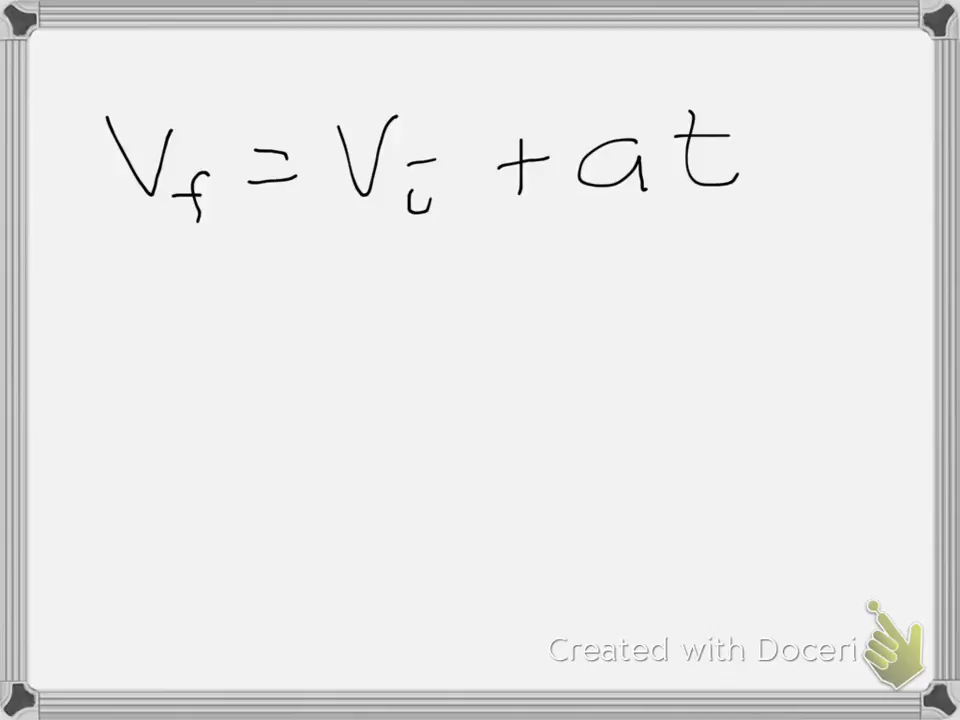 Vf = Vi + at
Created with Doceri